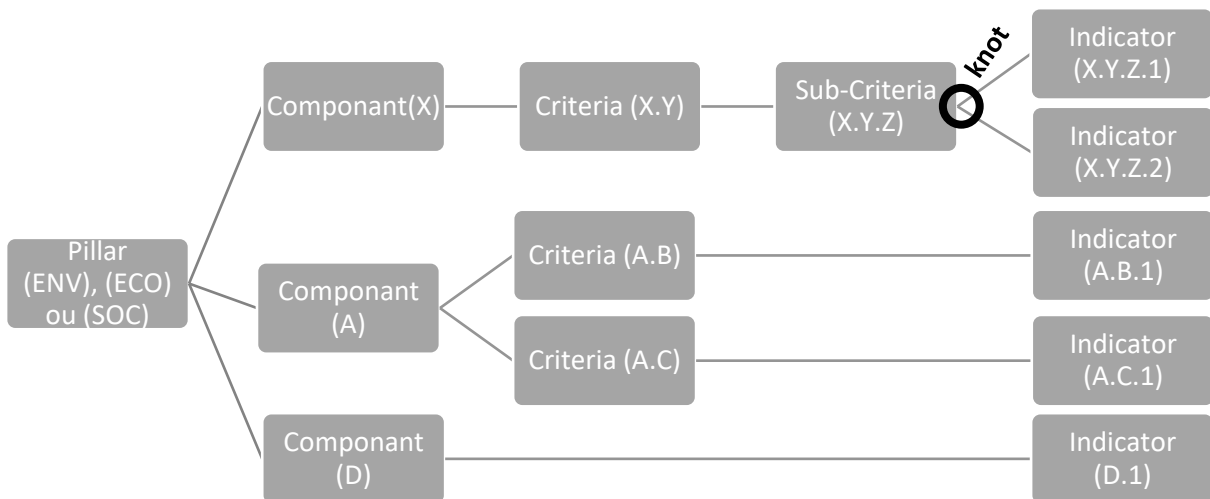 Pillar
(ENV), (ECO)
ou (SOC)
Componant(X)
Criteria (X.Y)
Sub-Criteria
(X.Y.Z)
knot
Indicator
(X.Y.Z.1)
Indicator
(X.Y.Z.2)
Componant
(A)
Criteria (A.B)
Indicator
(A.B.1)
Criteria (A.C)
Indicator
(A.C.1)
Componant
(D)
Indicator
(D.1)